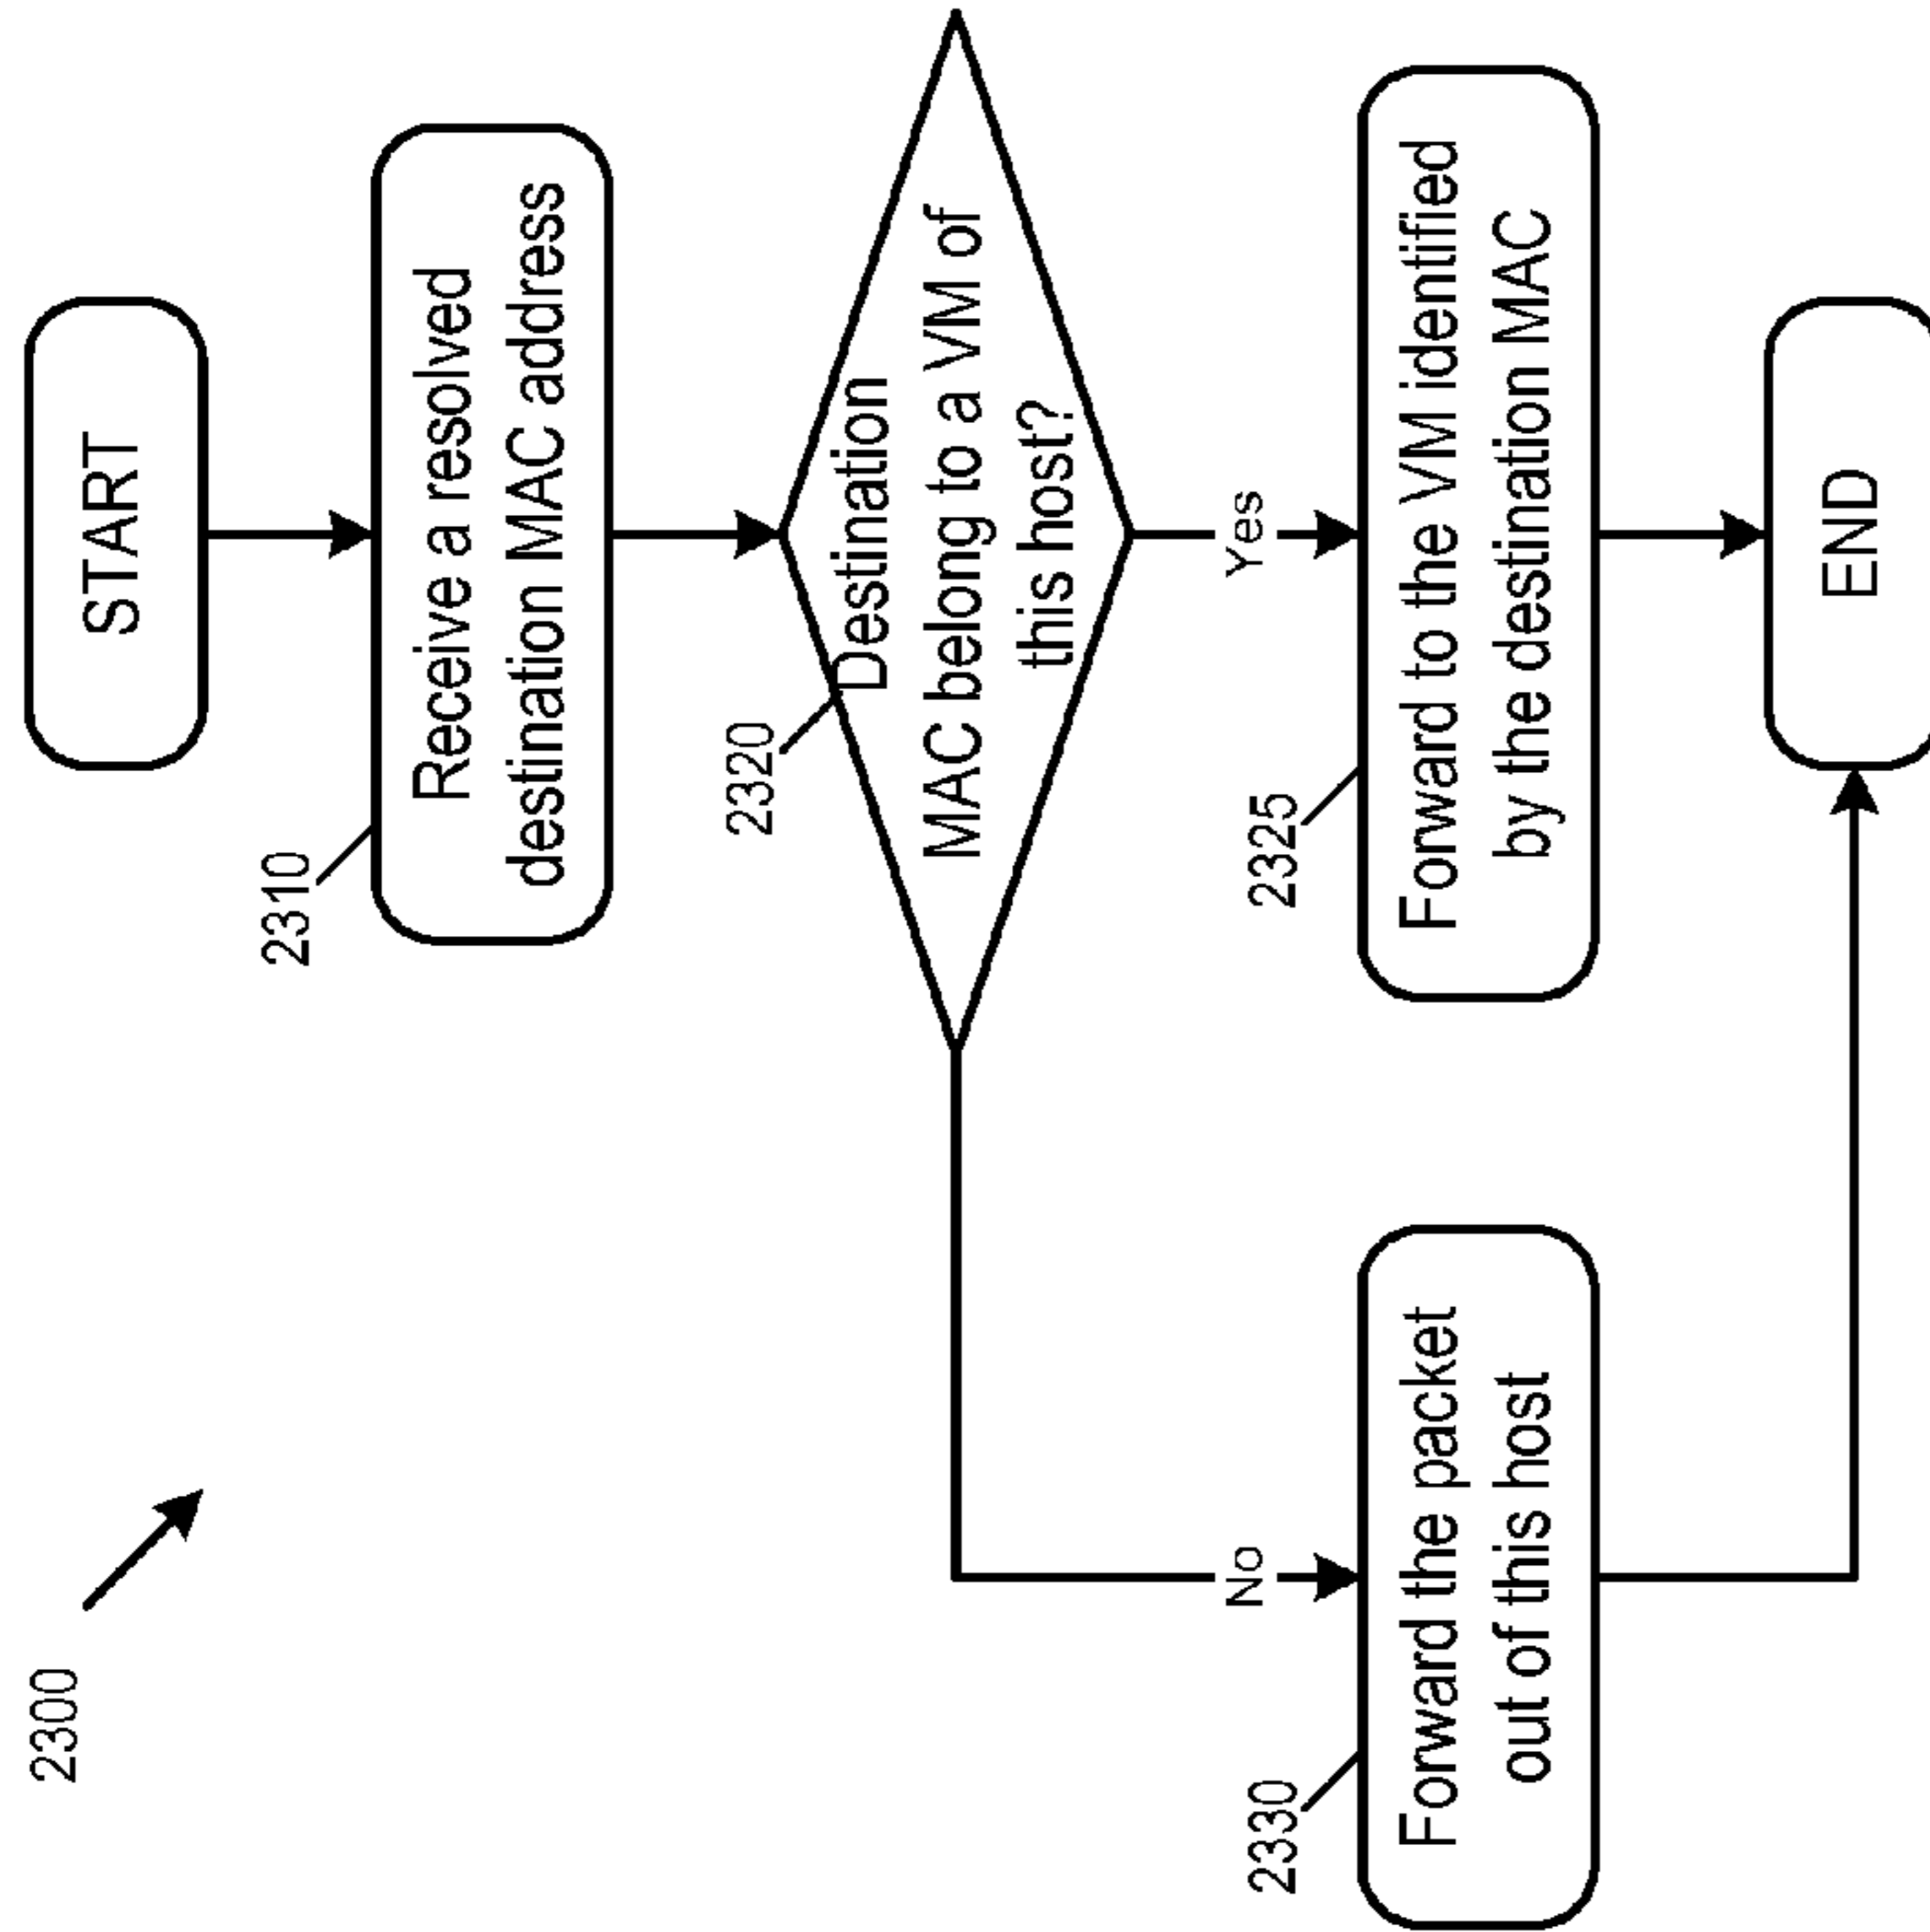 2300
START
2310
Receive a resolved
destination MAC address
2320
Destination
MAC belong to a VM of
this host?
No
Yes
2330
Forward the packet
out of this host
2325
Forward to the VM identified
by the destination MAC
END